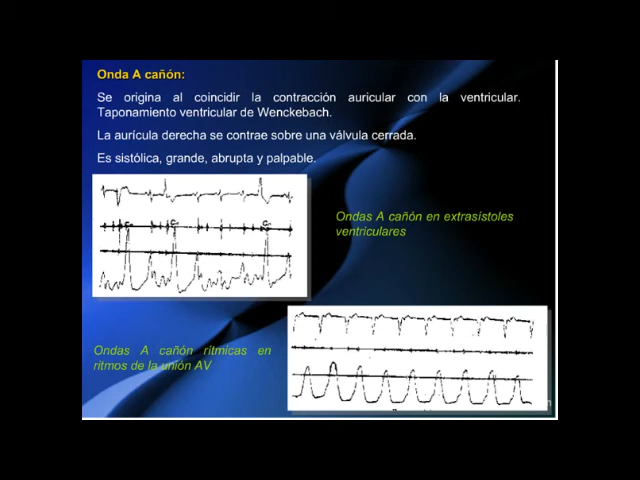 Onda A cañón:
Se origina al coincidir la contracción auricular con la ventricular.
Taponamiento ventricular de Wenckebach.
La aurícula derecha se contrae sobre una válvula cerrada.
Es sistólica, grande, abrupta y palpable.
Ondas A cañón en extrasístoles
ventriculares
Ondas A cañón rítmicas en
ritmos de la unión AV